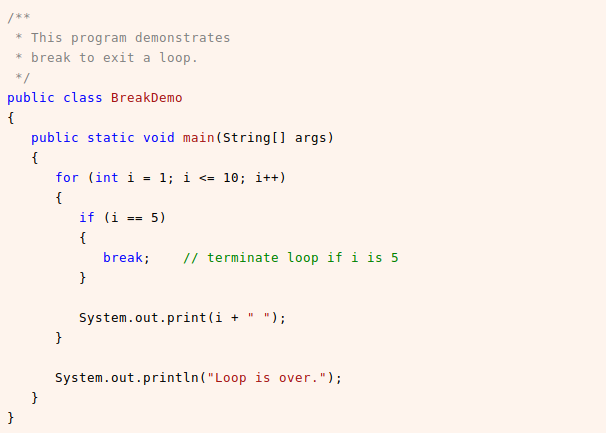 /**
 * This program demonstrates
 * break to exit a loop.
 */
public class BreakDemo
{
   public static void main(String[] args)
   {
      for (int i = 1; i <= 10; i++)
      {
         if (i == 5)
         {
            break;    // terminate loop if i is 5
         }

         System.out.print(i + " ");
      }

      System.out.println("Loop is over.");
   }
}